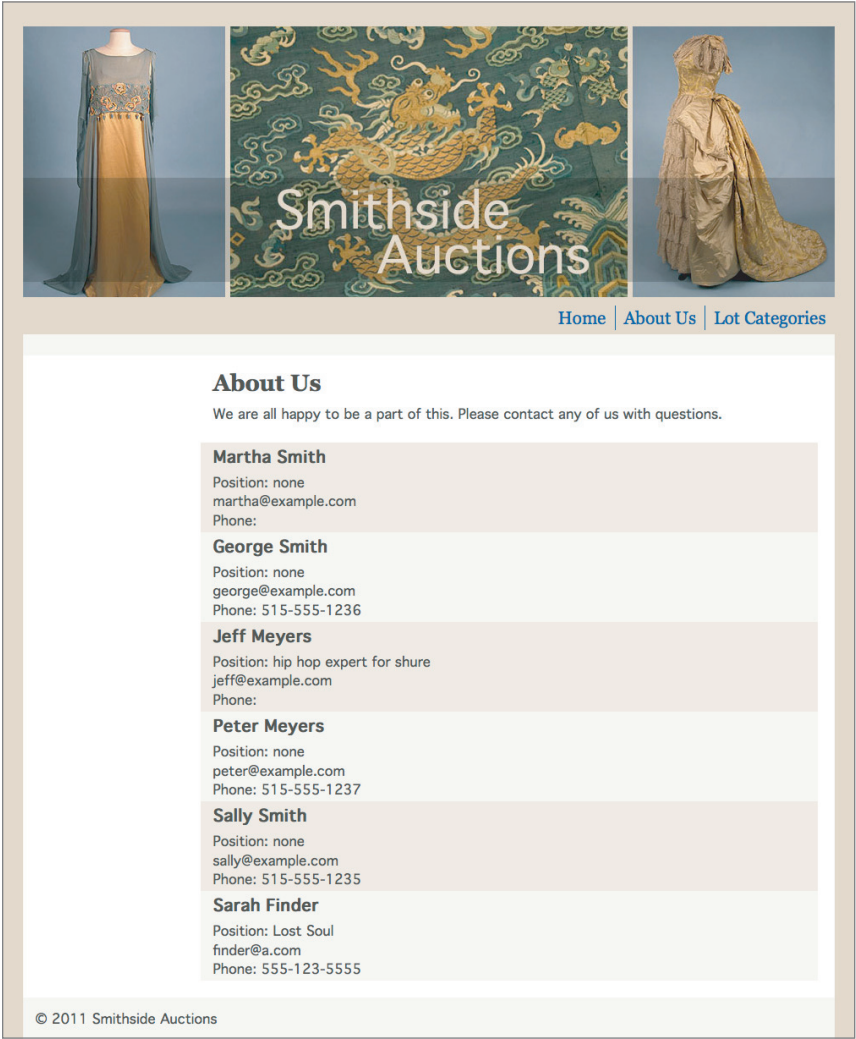 Smithside
Auctions
Home
About Us
Lot Categories
About Us
We are all happy to be a part of this. Please contact any of us with questions.
Martha Smith
Position: none
martha@example.com
Phone:
George Smith
Position: none
george@example.com
Phone: 515-555-1236
Jeff Meyers
Position: hip hop expert for shure
jeff@example.com
Phone:
Peter Meyers
Position: none
peter@example.com
Phone: 515-555-1237
Sally Smith
Position: none
sally@example.com
Phone: 515-555-1235
Sarah Finder
Position: Lost Soul
finder@a.com
Phone: 555-123-5555
© 2011 Smithside Auctions